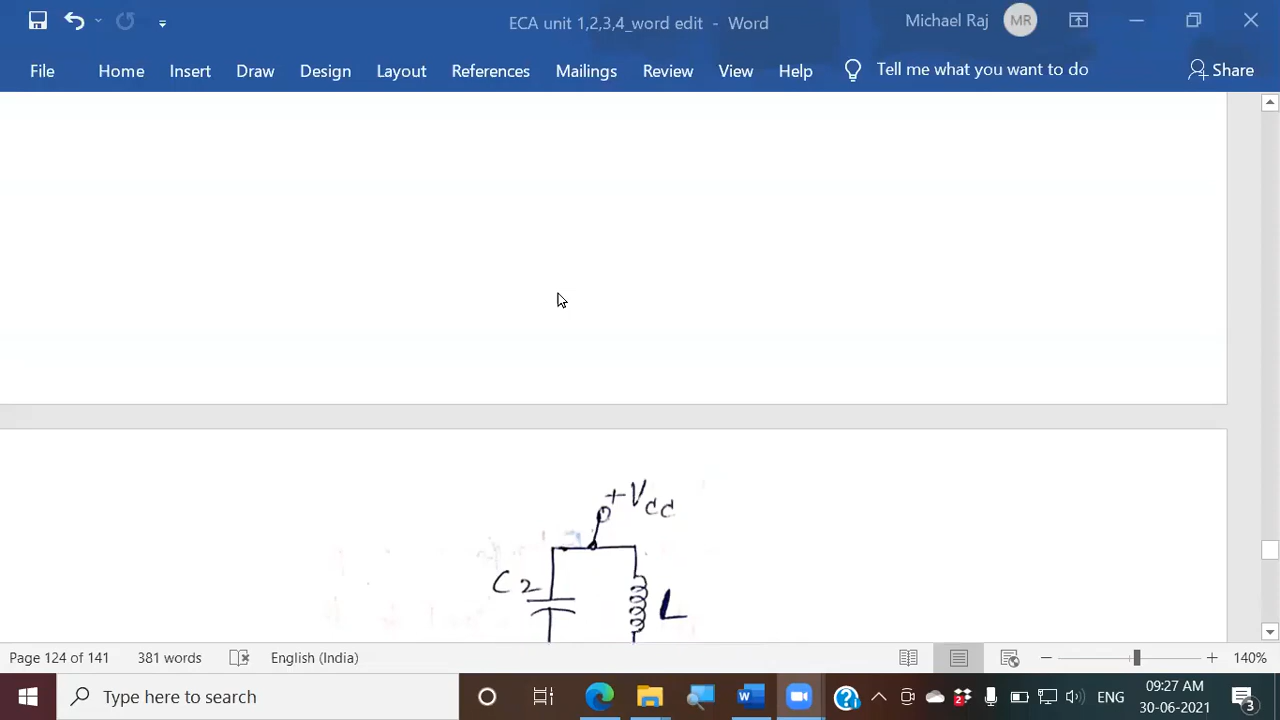 ECA unit 1,2,3,4_word edit - Word
Michael Raj MR
File Home Insert Draw Design Layout References Mailings Review View Help Tell me what you want to do Share
+VCC
C2
L
Page 124 of 141 381 words English (India) 140%
Type here to search
ENG
09:27 AM
30-06-2021
3